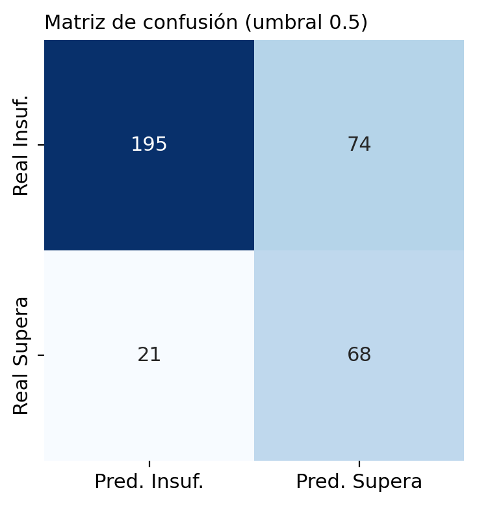 Matriz de confusión (umbral 0.5)
Real Insuf.
195
74
Real Supera
21
68
Pred. Insuf.
Pred. Supera